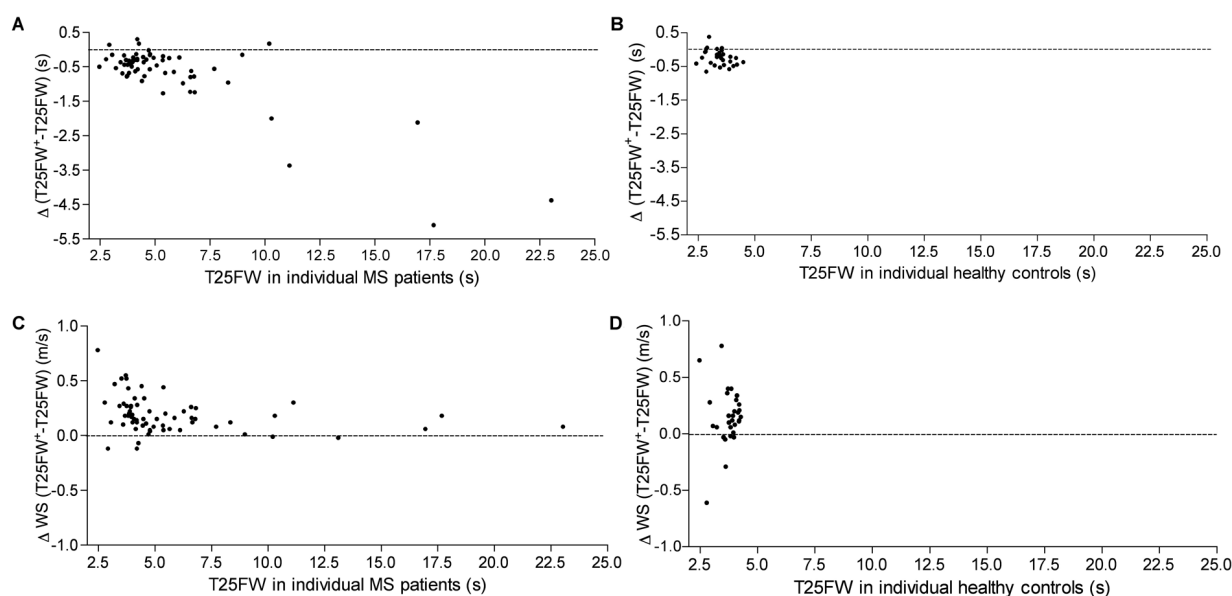 A
0.5
-0.5
-1.5
-2.5
-3.5
-4.5
-5.5
Δ (T25FW⁺-T25FW) (s)
2.5 5.0 7.5 10.0 12.5 15.0 17.5 20.0 22.5 25.0
T25FW in individual MS patients (s)
B
0.5
-0.5
-1.5
-2.5
-3.5
-4.5
-5.5
Δ (T25FW⁺-T25FW) (s)
2.5 5.0 7.5 10.0 12.5 15.0 17.5 20.0 22.5 25.0
T25FW in individual healthy controls (s)
C
1.0
0.5
0.0
-0.5
-1.0
Δ WS (T25FW⁺-T25FW) (m/s)
2.5 5.0 7.5 10.0 12.5 15.0 17.5 20.0 22.5 25.0
T25FW in individual MS patients (s)
D
1.0
0.5
0.0
-0.5
-1.0
Δ WS (T25FW⁺-T25FW) (m/s)
2.5 5.0 7.5 10.0 12.5 15.0 17.5 20.0 22.5 25.0
T25FW in individual healthy controls (s)